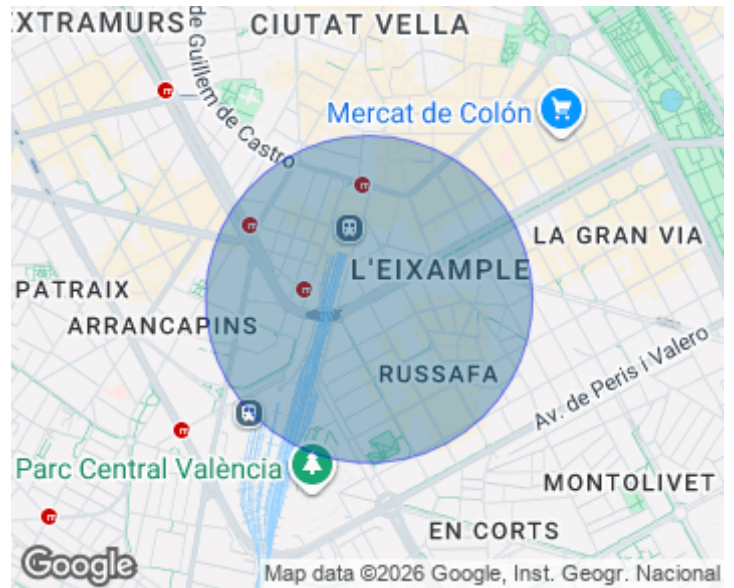 EXTRAMURS
CIUTAT VELLA
de Guillem de Castro
Mercat de Colón
LA GRAN VIA
L'EIXAMPLE
PATRAIX
ARRANCAPINS
RUSSAFA
Av. de Peris i Valero
Parc Central València
MONTOLIVET
EN CORTS
Google
Map data ©2026 Google, Inst. Geogr. Nacional